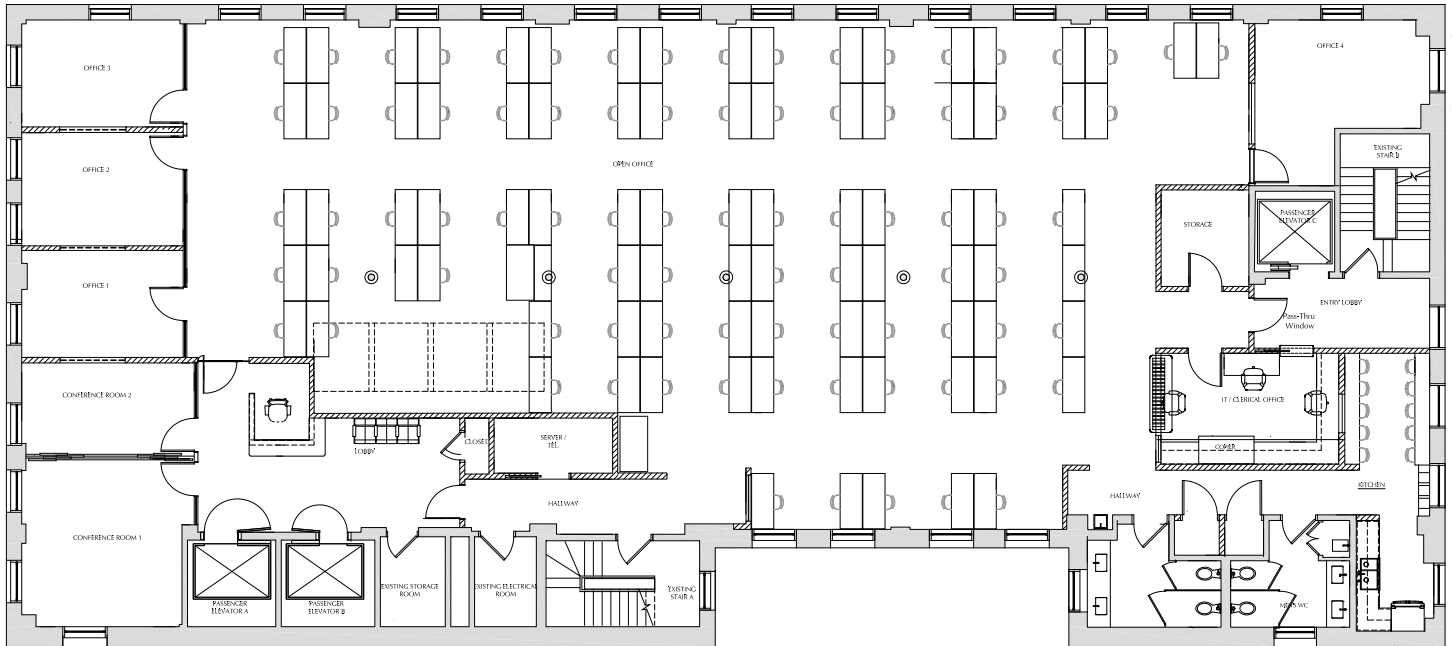 OFFICE 3
OFFICE 4
OFFICE 2
OPEN OFFICE
EXISTING
STAIR B
STORAGE
PASSENGER
ELEVATOR C
OFFICE 1
ENTRY LOBBY
Pass-Thru
Window
CONFERENCE ROOM 2
IT / CLERICAL OFFICE
LOBBY
CLOSET
SERVER /
TEL.
COPIER
KITCHEN
HALLWAY
HALLWAY
CONFERENCE ROOM 1
PASSENGER
ELEVATOR A
PASSENGER
ELEVATOR B
EXISTING STORAGE
ROOM
EXISTING ELECTRICAL
ROOM
EXISTING
STAIR A
MEN'S WC